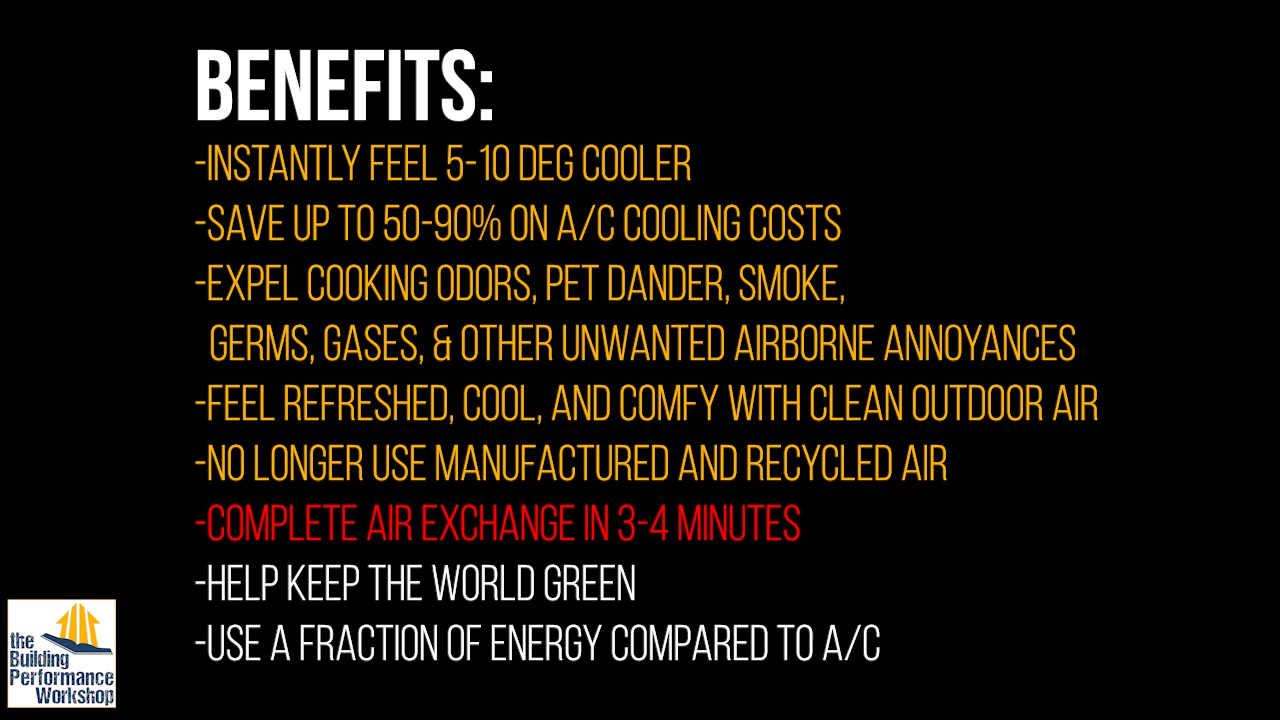 BENEFITS:
-INSTANTLY FEEL 5-10 DEG COOLER
-SAVE UP TO 50-90% ON A/C COOLING COSTS
-EXPEL COOKING ODORS, PET DANDER, SMOKE,
GERMS, GASES, & OTHER UNWANTED AIRBORNE ANNOYANCES
-FEEL REFRESHED, COOL, AND COMFY WITH CLEAN OUTDOOR AIR
-NO LONGER USE MANUFACTURED AND RECYCLED AIR
-COMPLETE AIR EXCHANGE IN 3-4 MINUTES
-HELP KEEP THE WORLD GREEN
-USE A FRACTION OF ENERGY COMPARED TO A/C
the
Building
Performance
Workshop